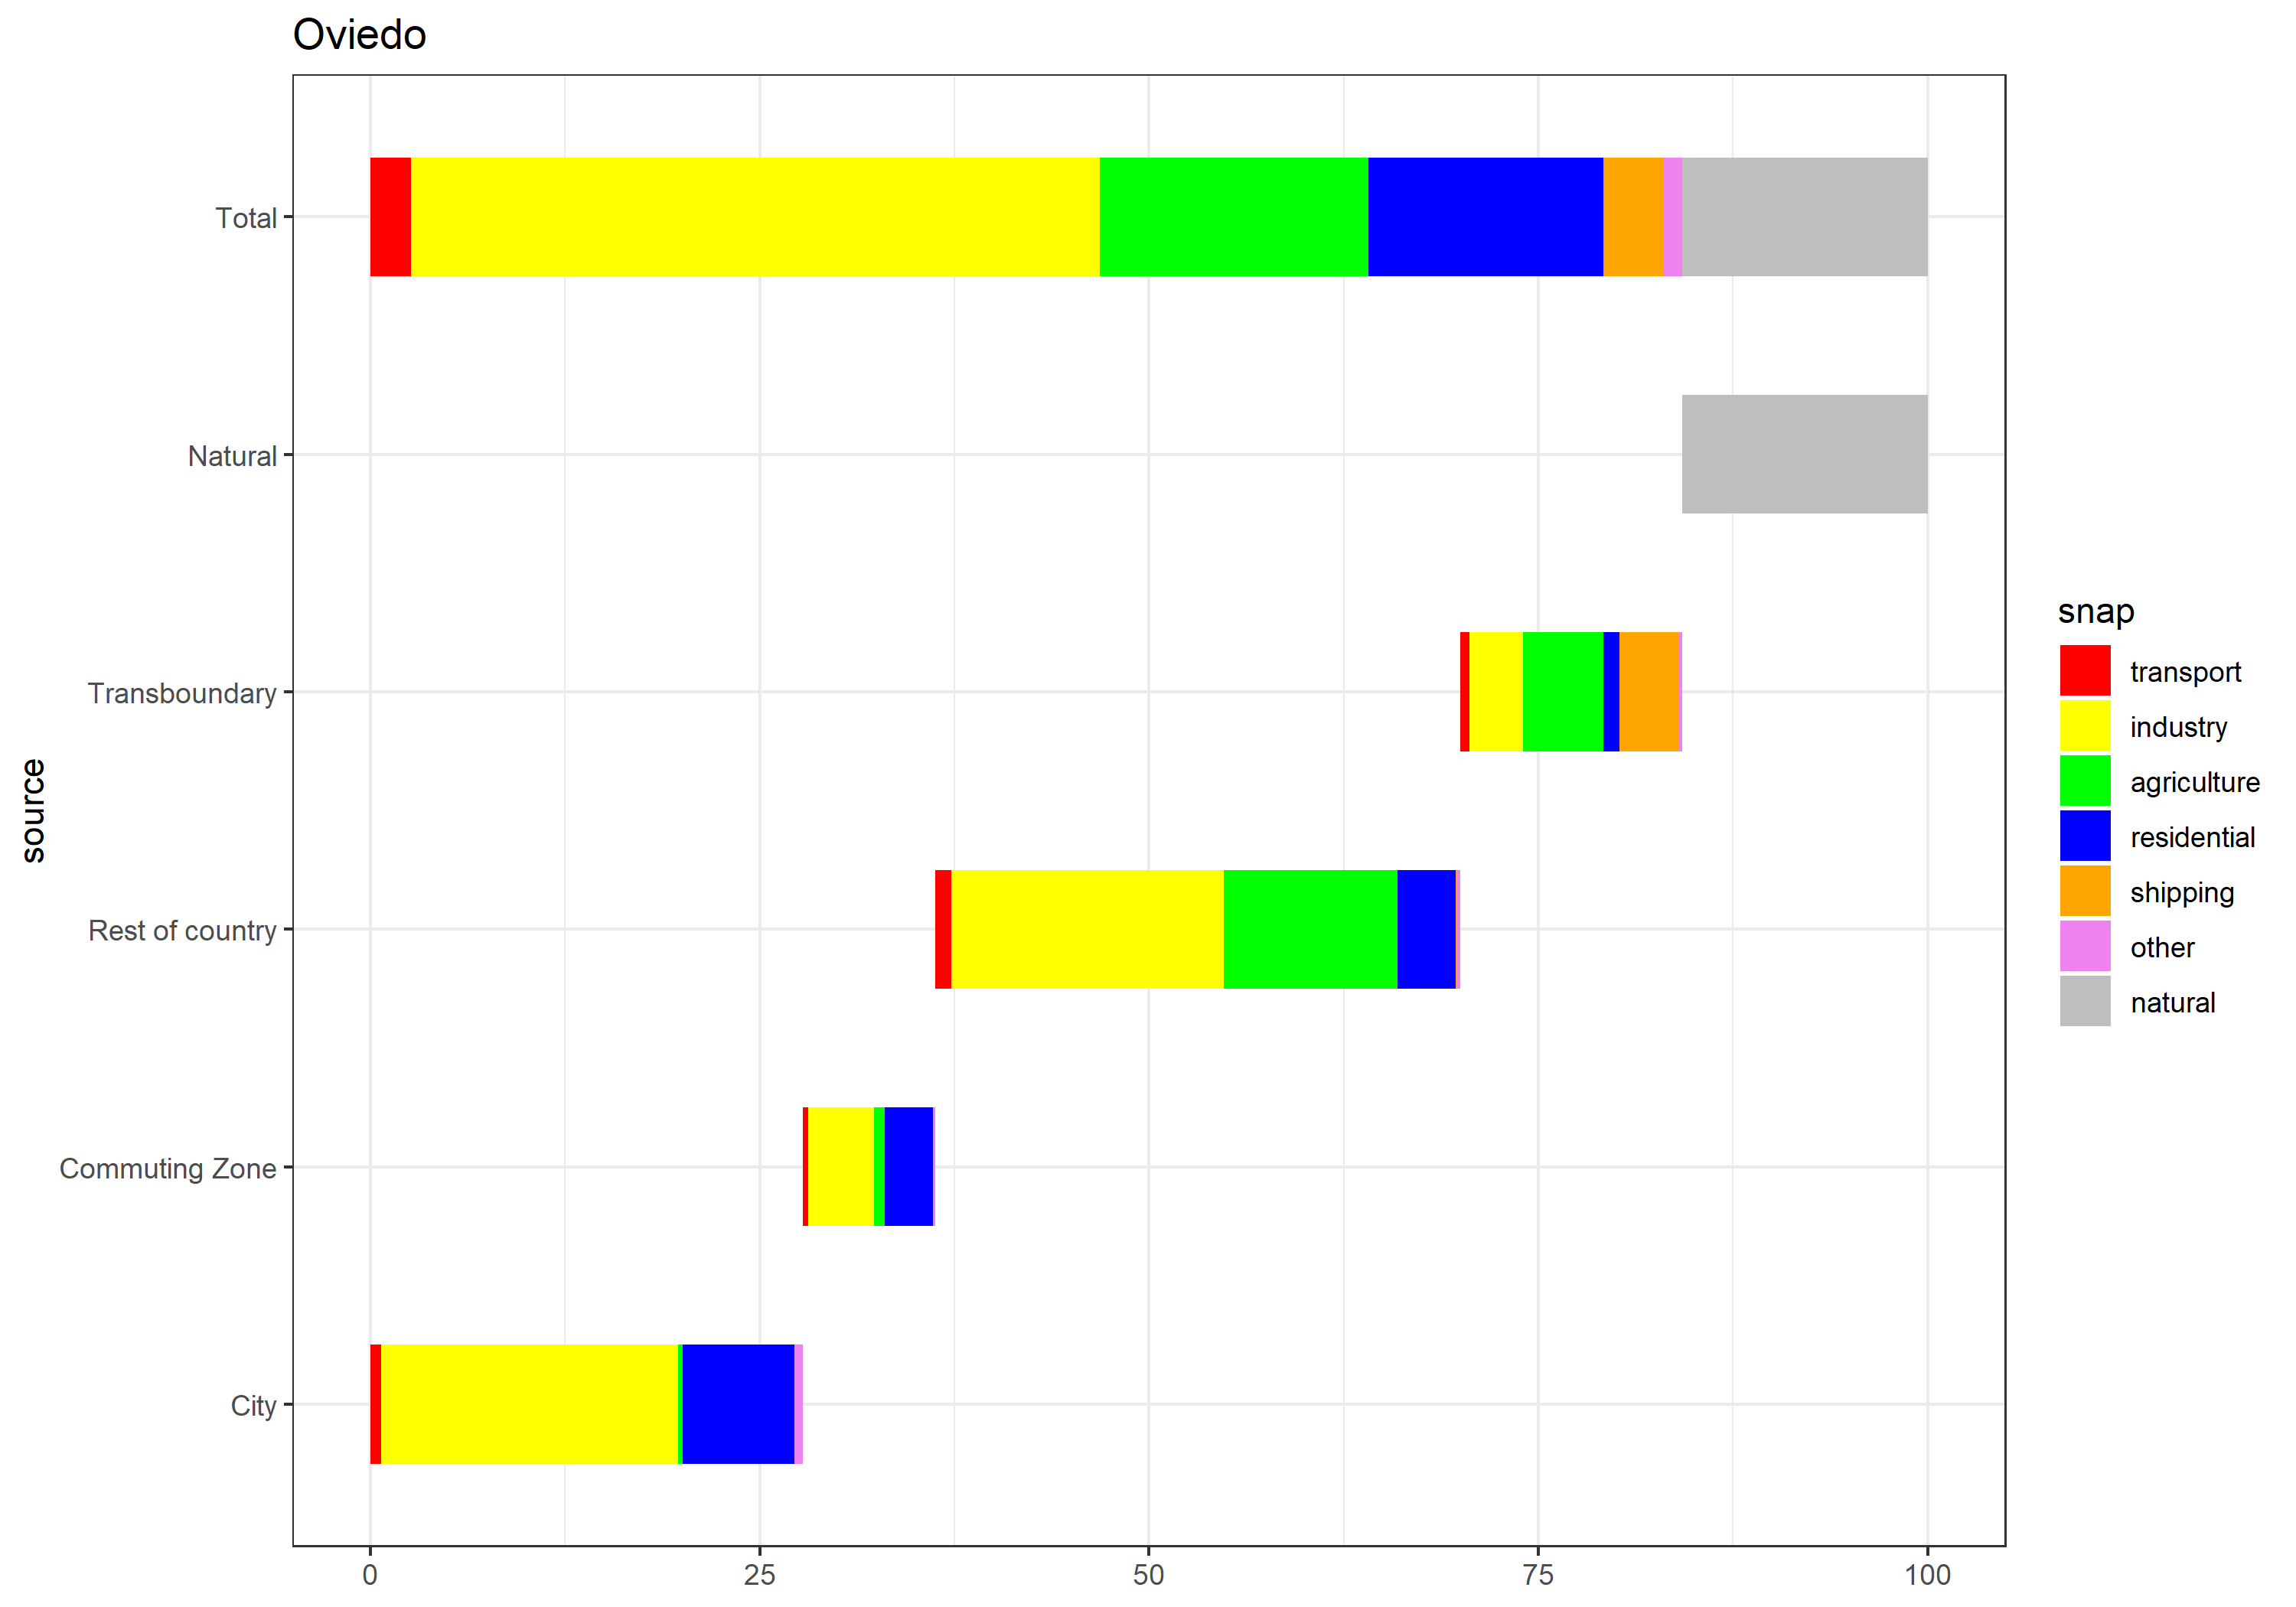 Oviedo
Total
Natural
Transboundary
Rest of country
Commuting Zone
City
source
0 25 50 75 100
snap
transport
industry
agriculture
residential
shipping
other
natural